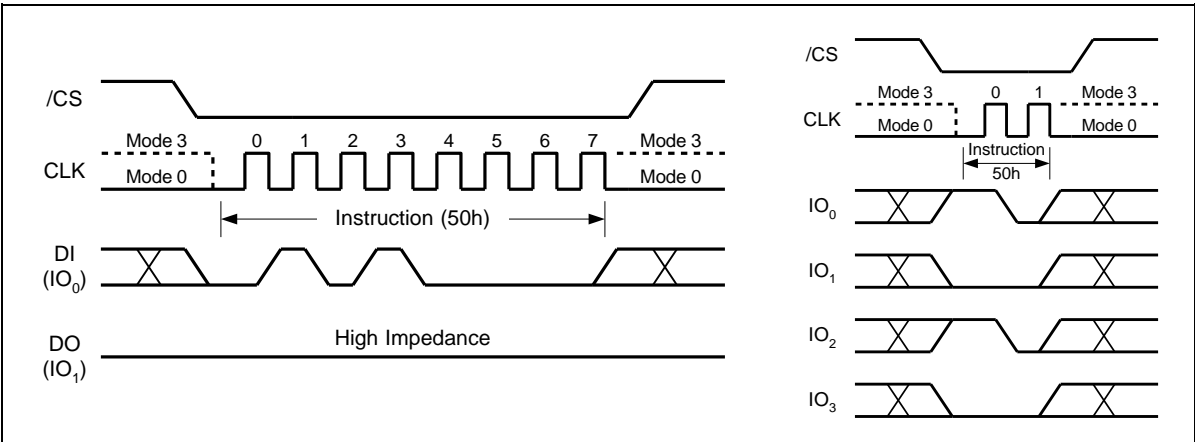 /CS
Mode 3 0 1 2 3 4 5 6 7 Mode 3
CLK
Mode 0 Mode 0
Instruction (50h)
DI
(IO0)
High Impedance
DO
(IO1)
/CS
Mode 3 0 1 Mode 3
CLK
Mode 0 Mode 0
Instruction
50h
IO0
IO1
IO2
IO3